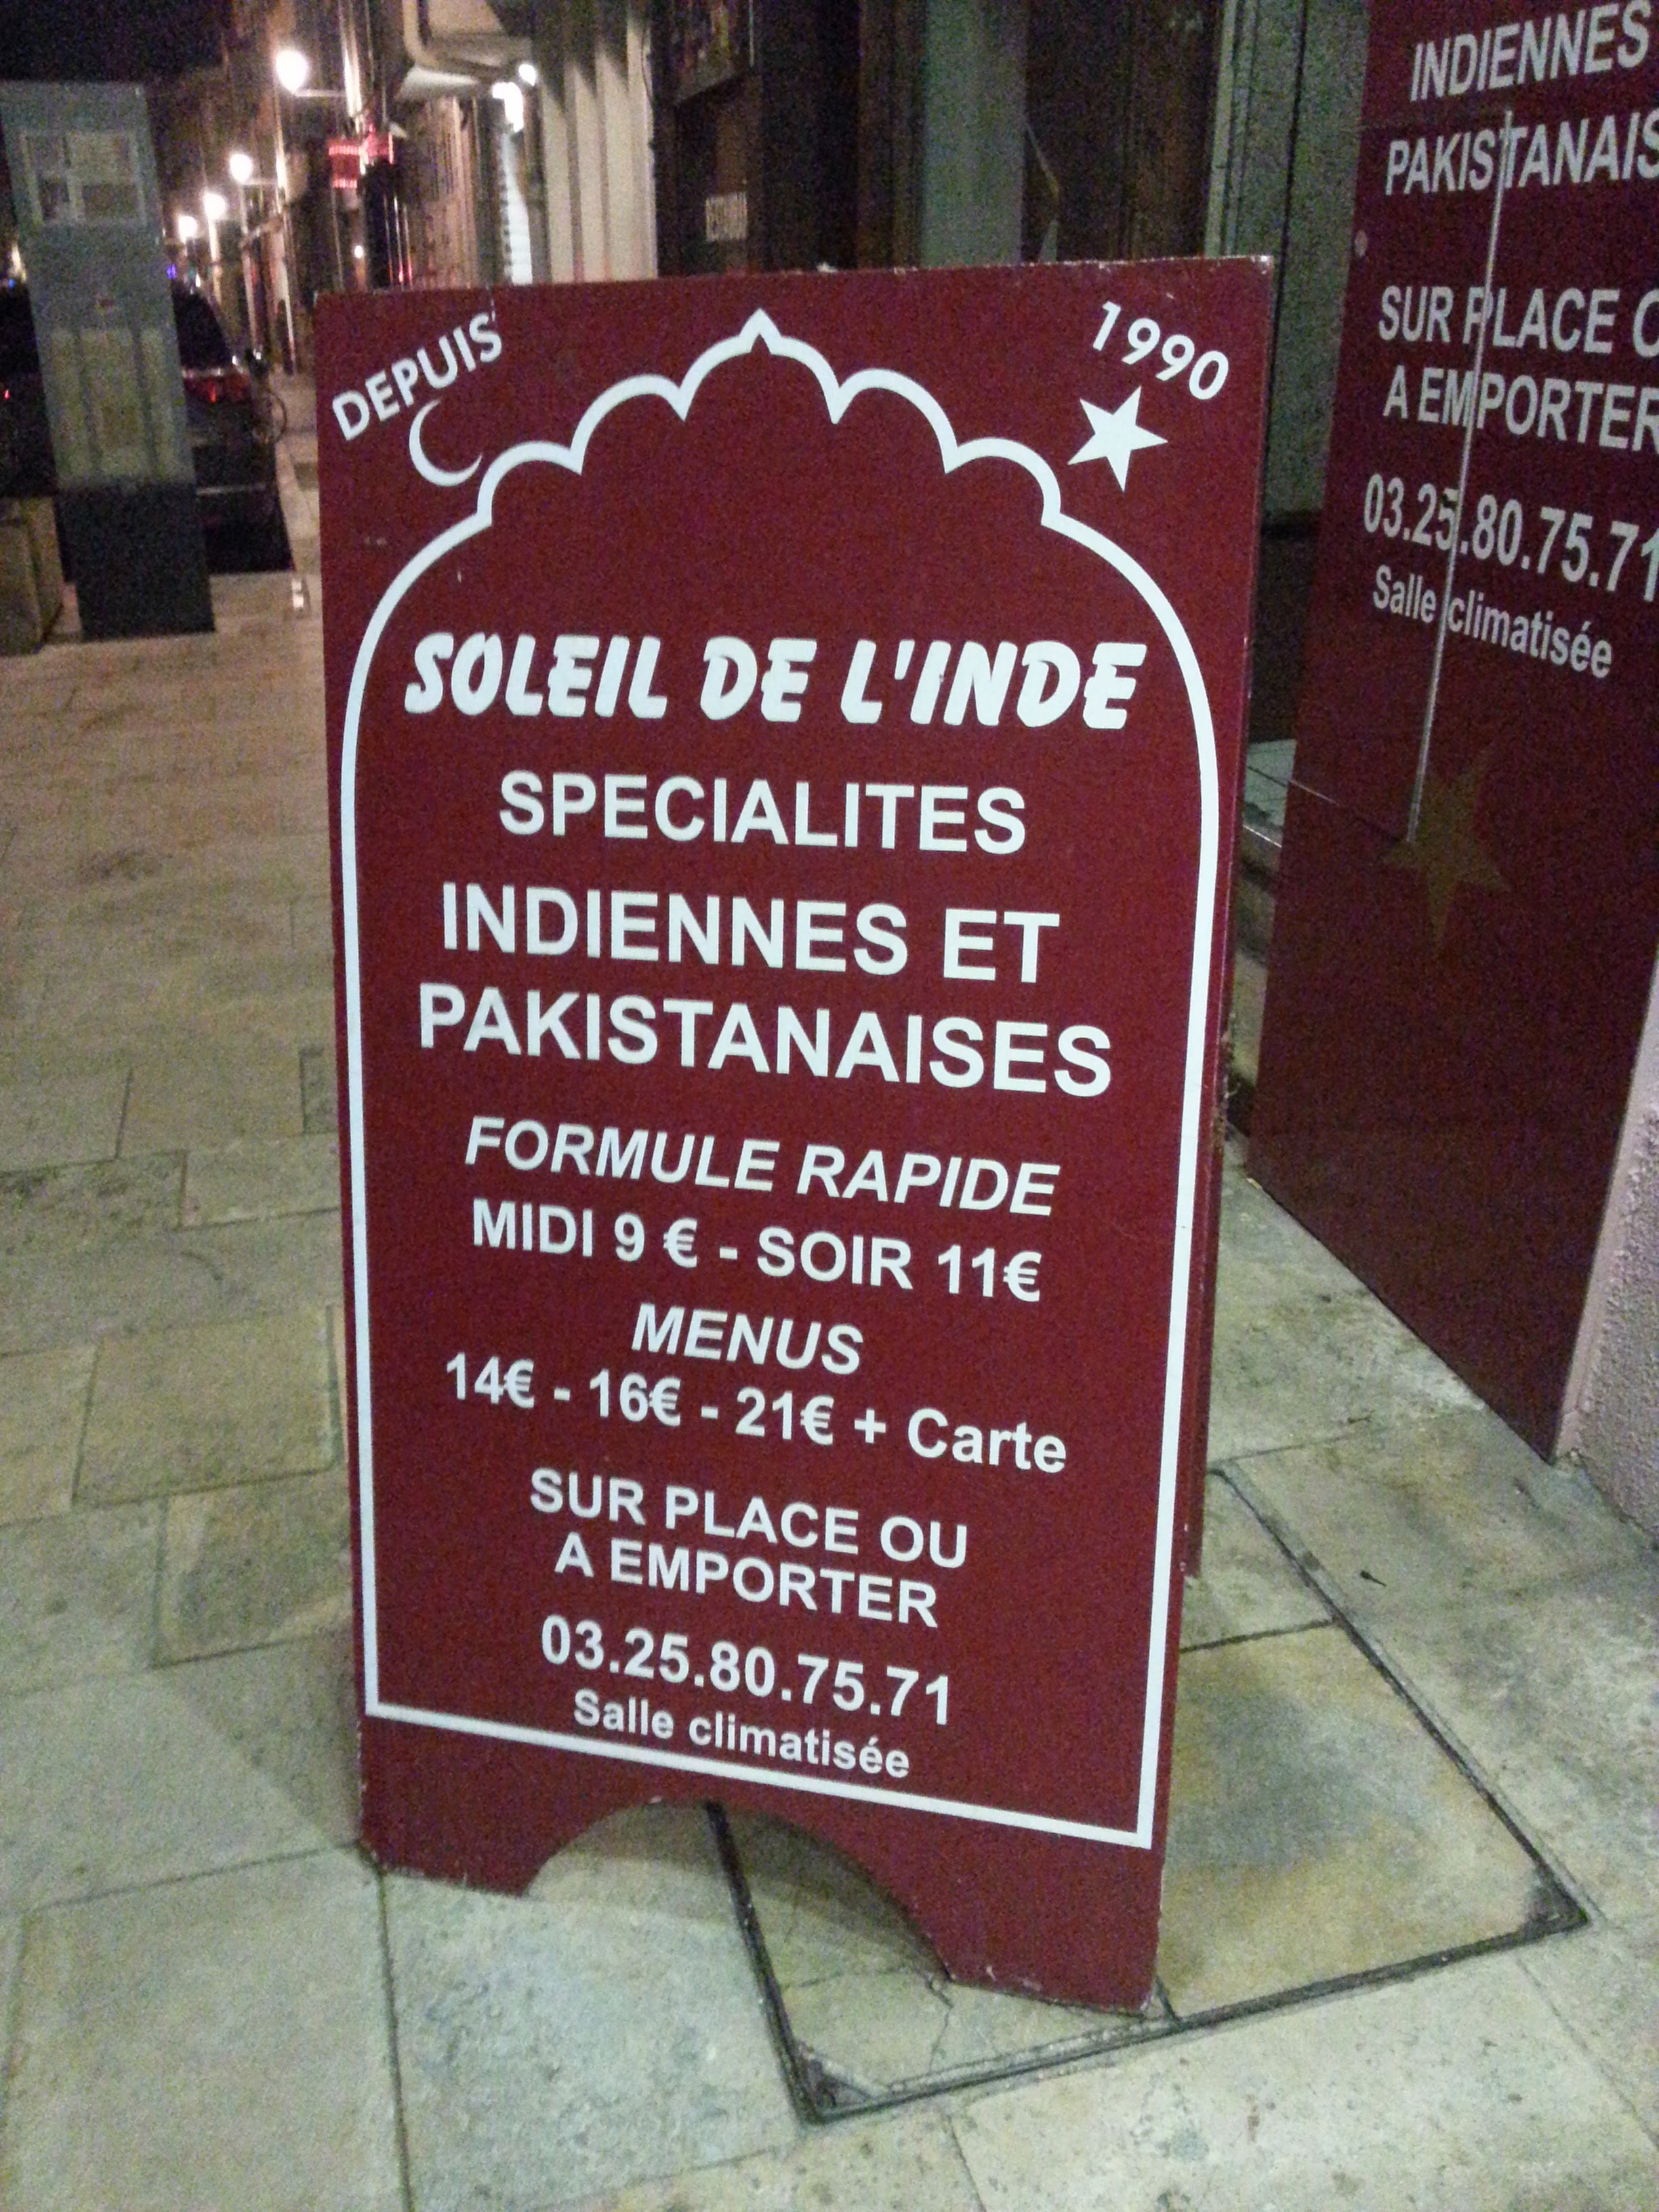 DEPUIS 1990
SOLEIL DE L'INDE
SPECIALITES
INDIENNES ET
PAKISTANAISES
FORMULE RAPIDE
MIDI 9 € - SOIR 11€
MENUS
14€ - 16€ - 21€ + Carte
SUR PLACE OU
A EMPORTER
03.25.80.75.71
Salle climatisée
INDIENNES
PAKISTANAIS
SUR PLACE
A EMPORTER
03.25.80.75.71
Salle climatisée